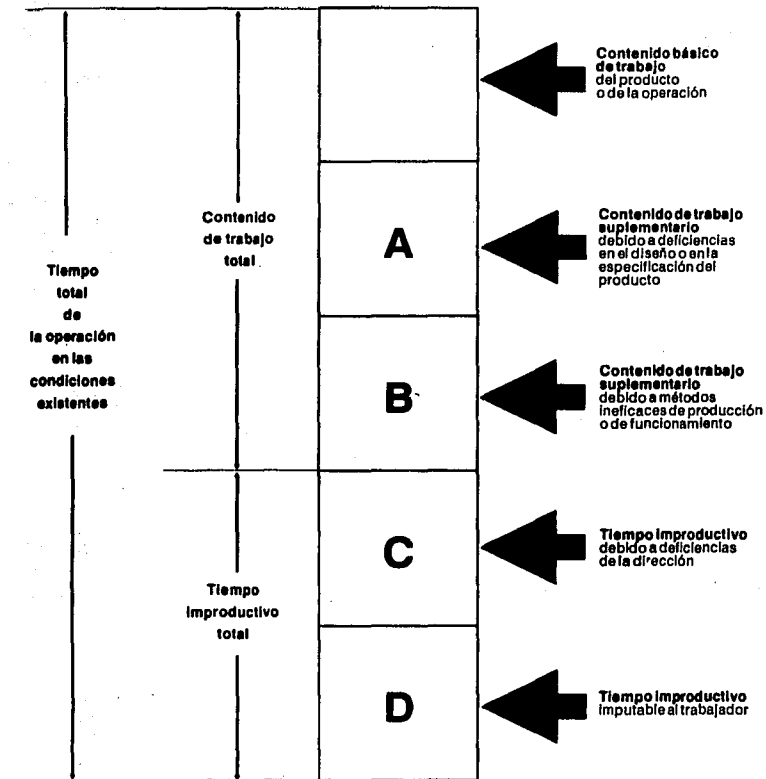 Tiempo
total
de
la operación
en las
condiciones
existentes
Contenido
de trabajo
total
Tiempo
improductivo
total
A
B
C
D
Contenido básico
de trabajo
del producto
o de la operación
Contenido de trabajo
suplementario
debido a deficiencias
en el diseño o en la
especificación del
producto
Contenido de trabajo
suplementario
debido a métodos
ineficaces de producción
o de funcionamiento
Tiempo improductivo
debido a deficiencias
de la dirección
Tiempo improductivo
imputable al trabajador